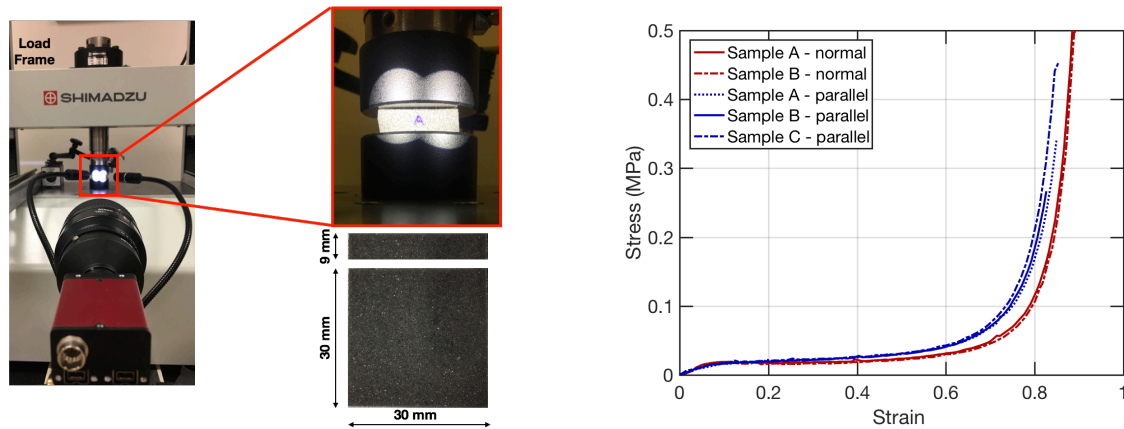 Load
Frame
SHIMADZU
A
9 mm
30 mm
30 mm
0.5
0.4
0.3
0.2
0.1
0
Stress (MPa)
Sample A - normal
Sample B - normal
Sample A - parallel
Sample B - parallel
Sample C - parallel
0
0.2
0.4
0.6
0.8
1
Strain